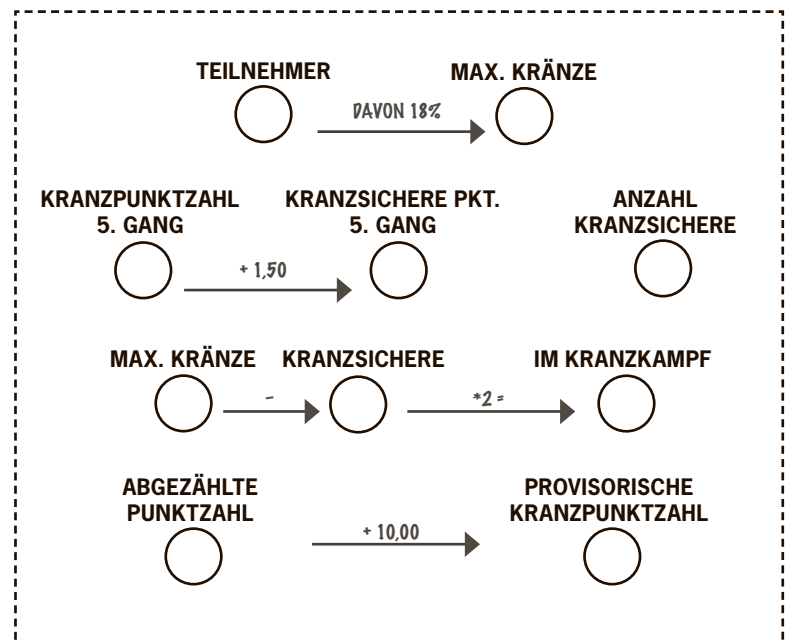 TEILNEHMER MAX. KRÄNZE
DAVON 18%
KRANZPUNKTZAHL KRANZSICHERE PKT. ANZAHL
5. GANG 5. GANG KRANZSICHERE
+ 1,50
MAX. KRÄNZE KRANZSICHERE IM KRANZKAMPF
- *2 =
ABGEZÄHLTE PROVISORISCHE
PUNKTZAHL KRANZPUNKTZAHL
+ 10,00